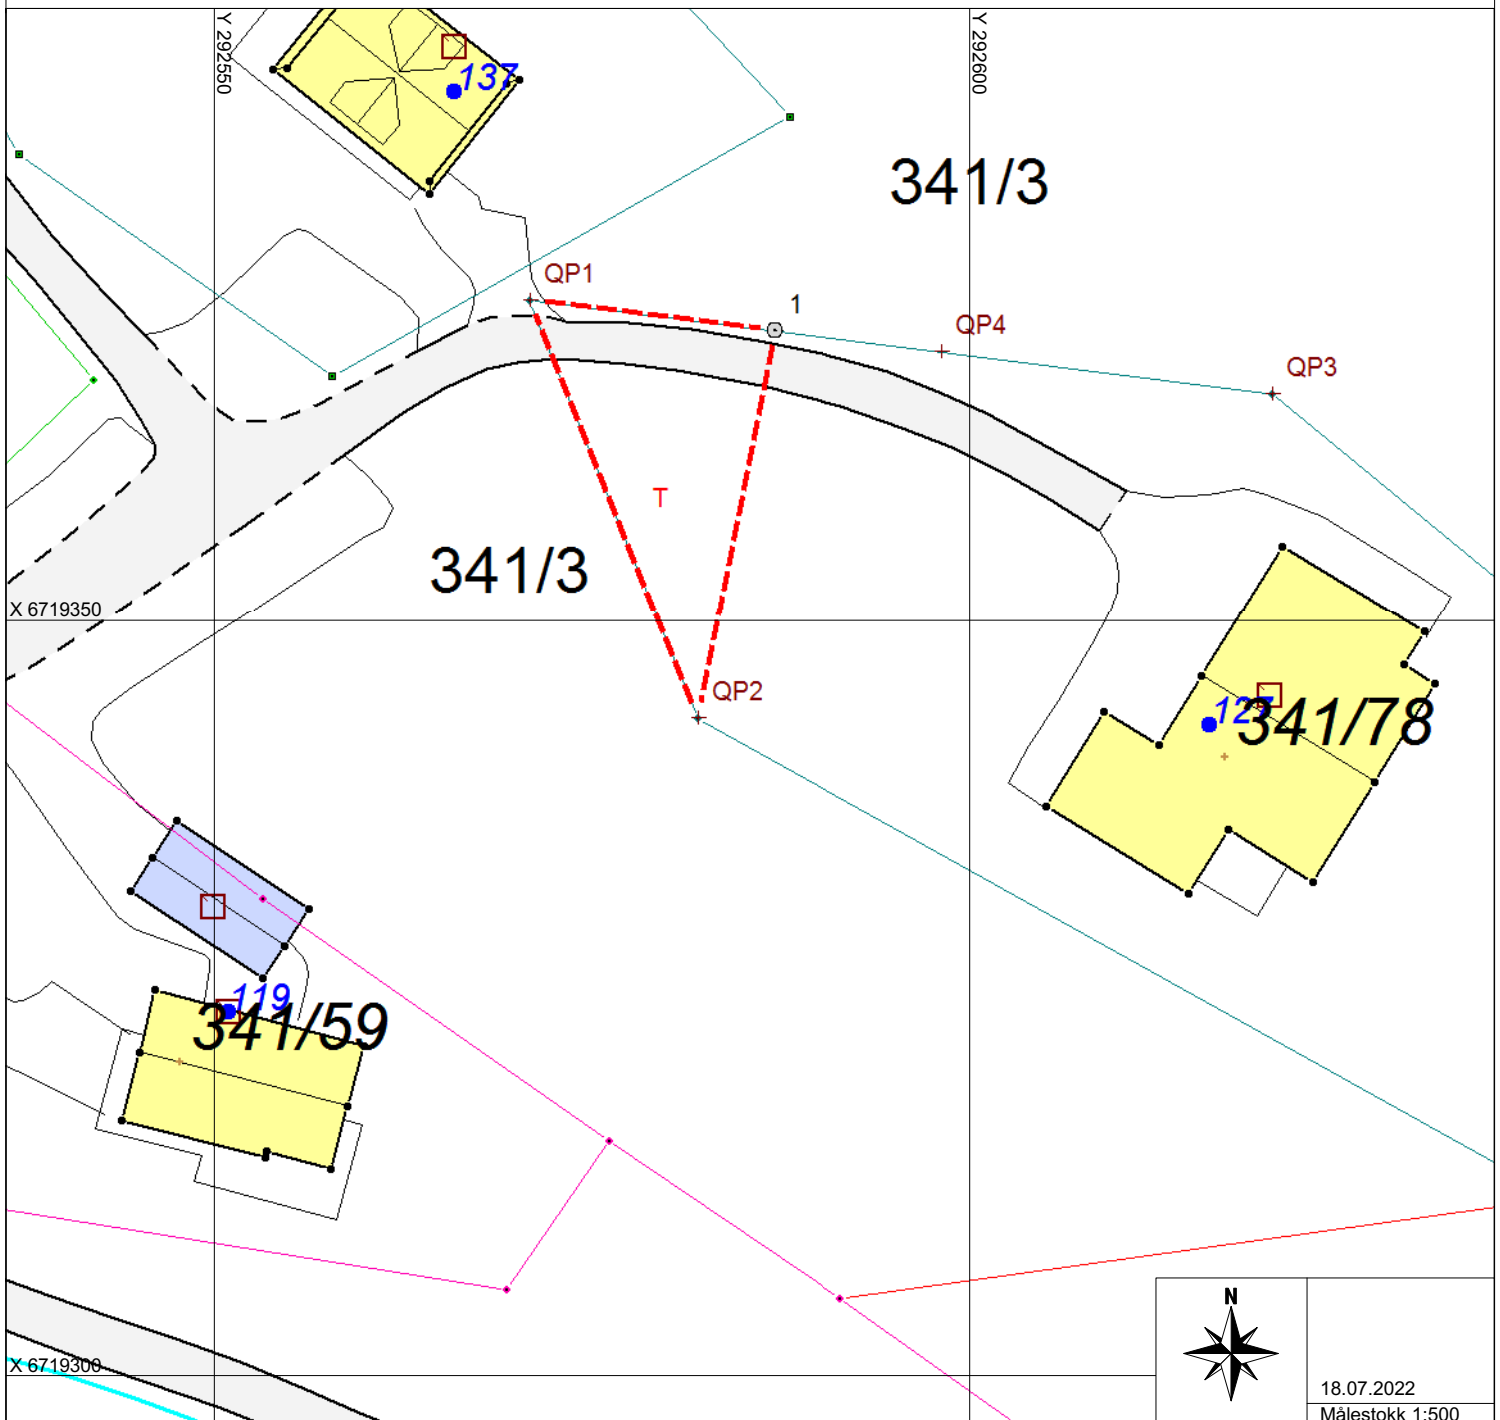 Y 292550
Y 292600
137
341/3
QP1
1
QP4
QP3
T
341/3
X 6719350
QP2
127
341/78
119
341/59
N
X 6719300
18.07.2022
Målestokk 1:500